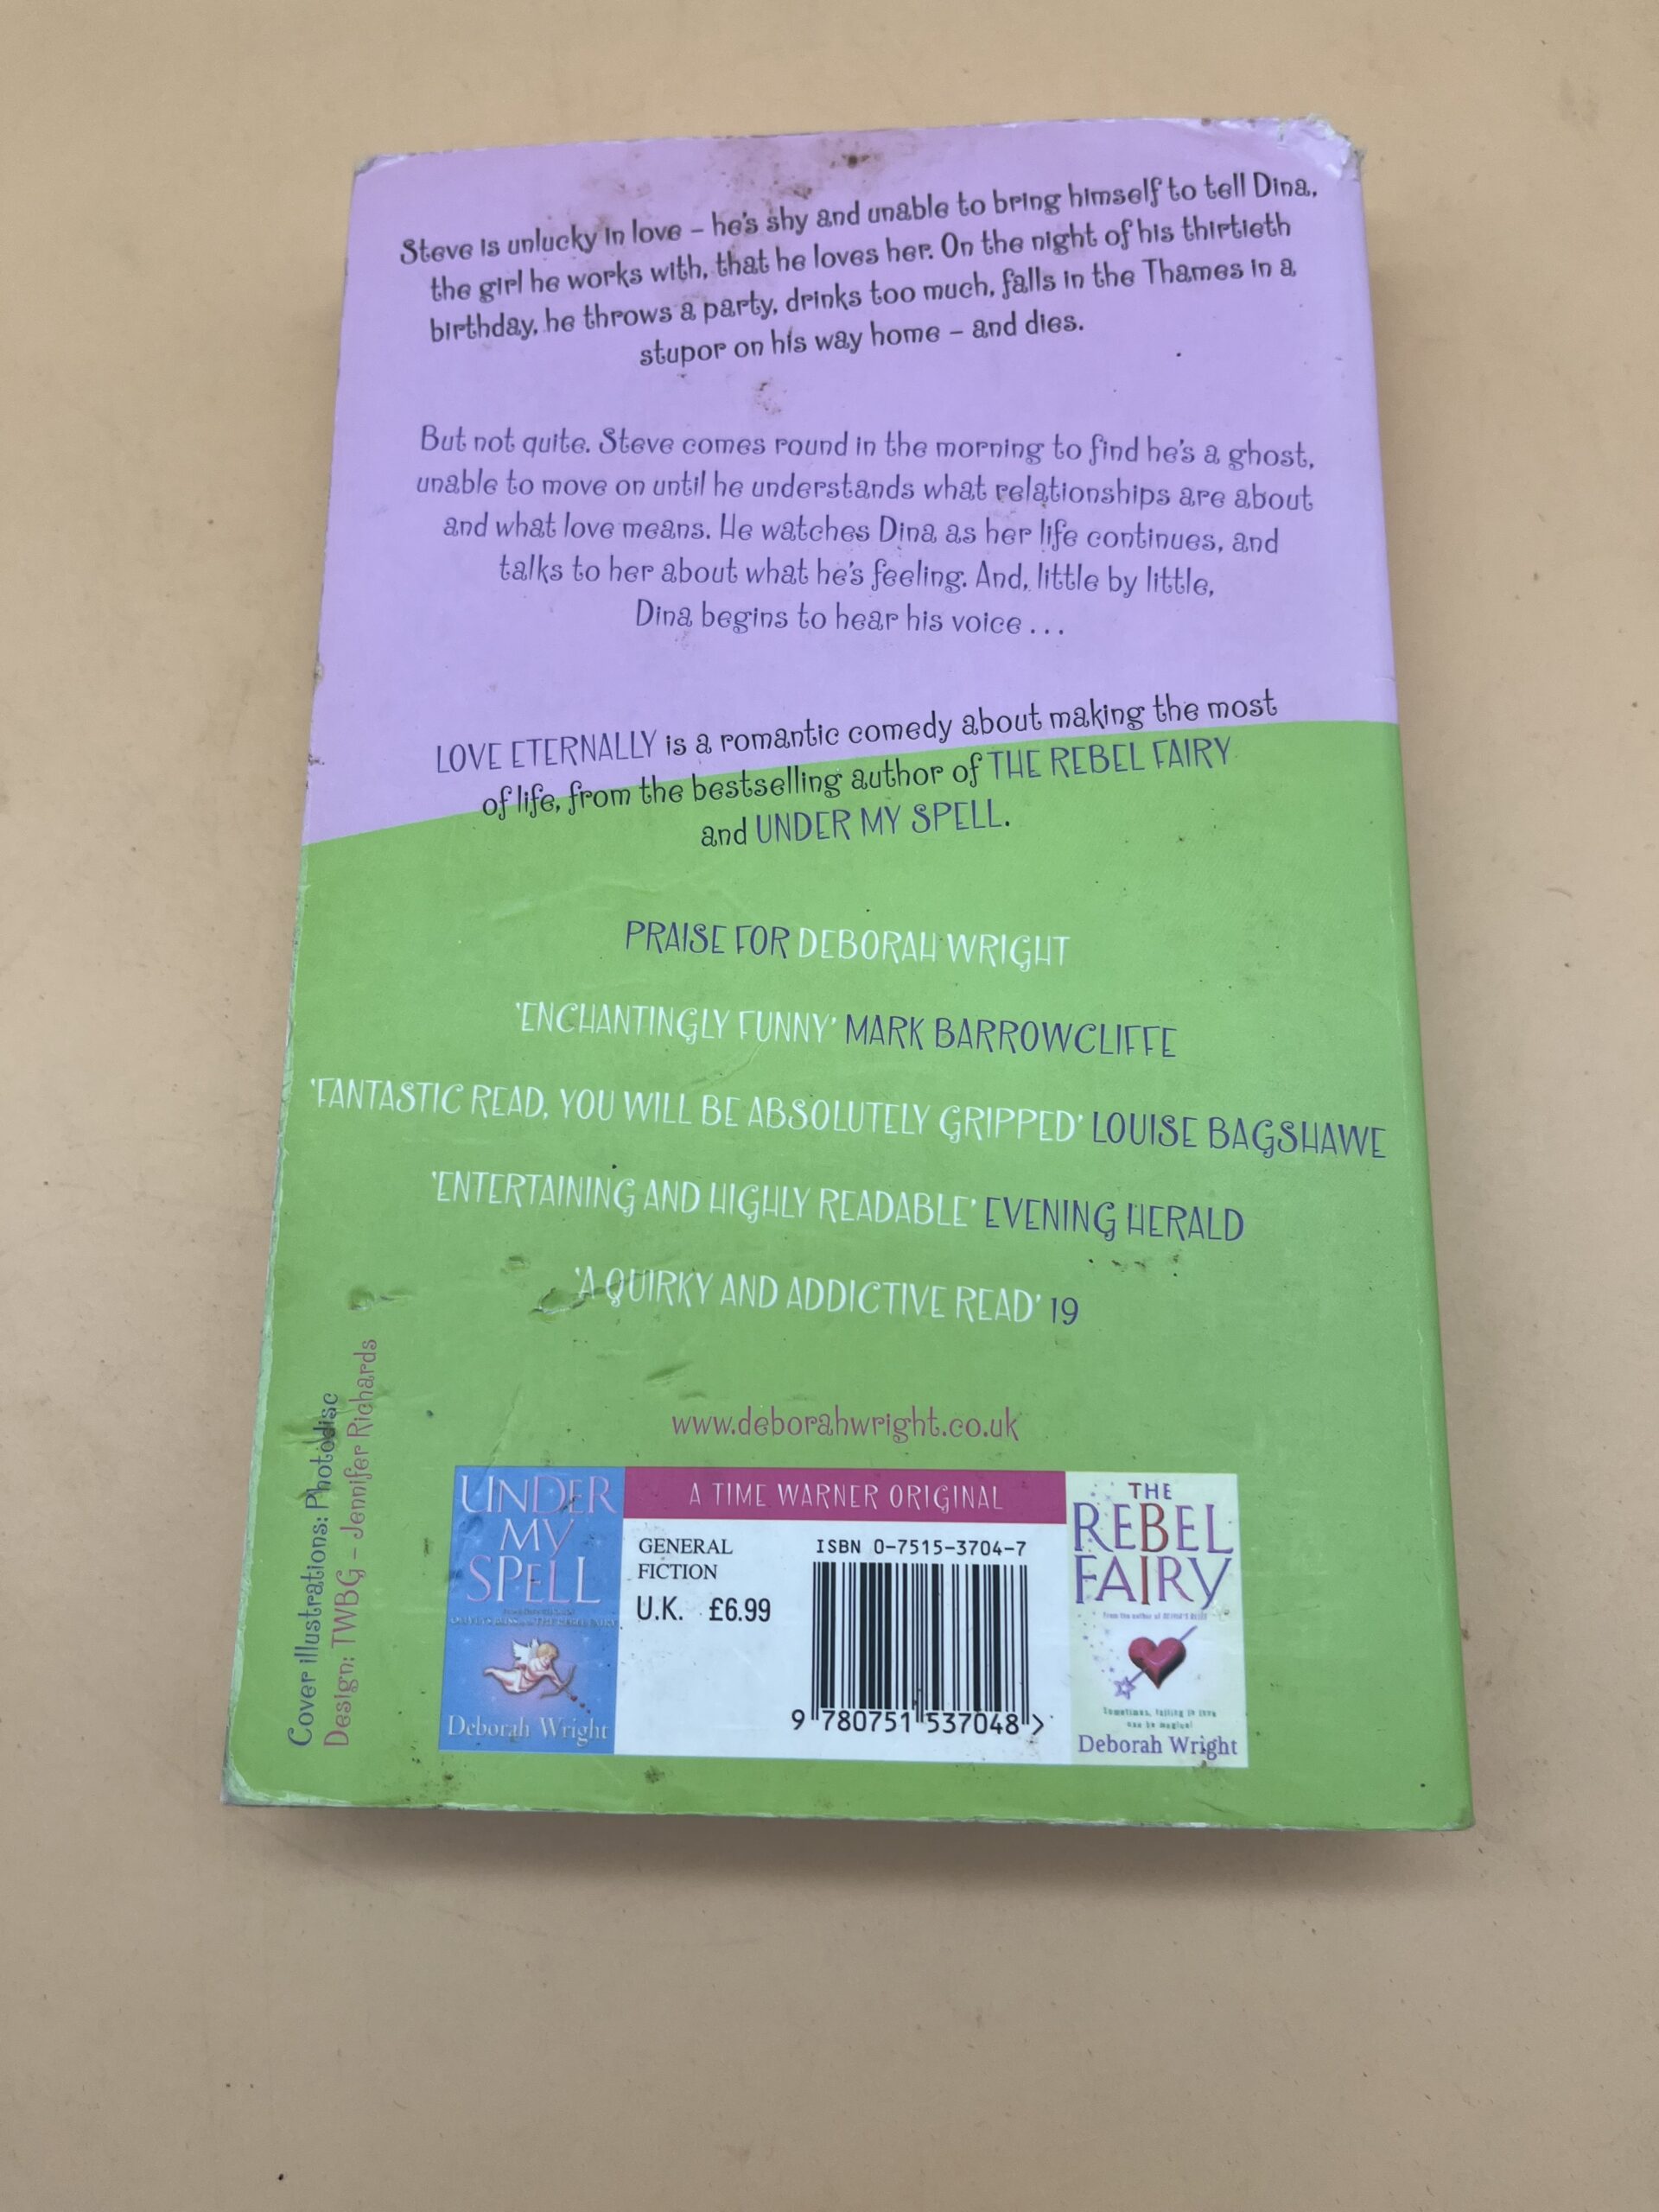 Steve is unlucky in love – he's shy and unable to bring himself to tell Dina,
the girl he works with, that he loves her. On the night of his thirtieth
birthday, he throws a party, drinks too much, falls in the Thames in a
stupor on his way home – and dies.
But not quite. Steve comes round in the morning to find he's a ghost,
unable to move on until he understands what relationships are about
and what love means. He watches Dina as her life continues, and
talks to her about what he's feeling. And, little by little,
Dina begins to hear his voice ...
LOVE ETERNALLY is a romantic comedy about making the most
of life, from the bestselling author of THE REBEL FAIRY
and UNDER MY SPELL.
PRAISE FOR DEBORAH WRIGHT
'ENCHANTINGLY FUNNY' MARK BARROWCLIFFE
'FANTASTIC READ, YOU WILL BE ABSOLUTELY GRIPPED' LOUISE BAGSHAWE
'ENTERTAINING AND HIGHLY READABLE' EVENING HERALD
'A QUIRKY AND ADDICTIVE READ' 19
Cover illustrations: Photodisc
Design: TWBG – Jennifer Richards
www.deborahwright.co.uk
UNDER
MY
SPELL
Deborah Wright
A TIME WARNER ORIGINAL
GENERAL
FICTION
U.K. £6.99
ISBN 0-7515-3704-7
9 780751 537048 >
THE
REBEL
FAIRY
Sometimes, falling in love
can be magical
Deborah Wright